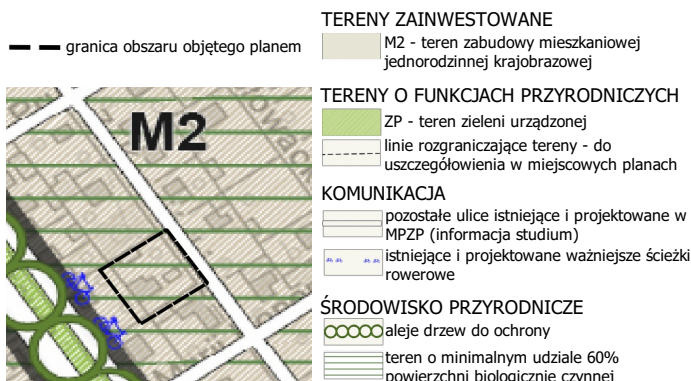 granica obszaru objętego planem
M2
TERENY ZAINWESTOWANE
M2 - teren zabudowy mieszkaniowej
jednorodzinnej krajobrazowej
TERENY O FUNKCJACH PRZYRODNICZYCH
ZP - teren zieleni urządzonej
linie rozgraniczające tereny - do
uszczegółowienia w miejscowych planach
KOMUNIKACJA
pozostałe ulice istniejące i projektowane w
MPZP (informacja studium)
istniejące i projektowane ważniejsze ścieżki
rowerowe
ŚRODOWISKO PRZYRODNICZE
aleje drzew do ochrony
teren o minimalnym udziale 60%
powierzchni biologicznie czynnej